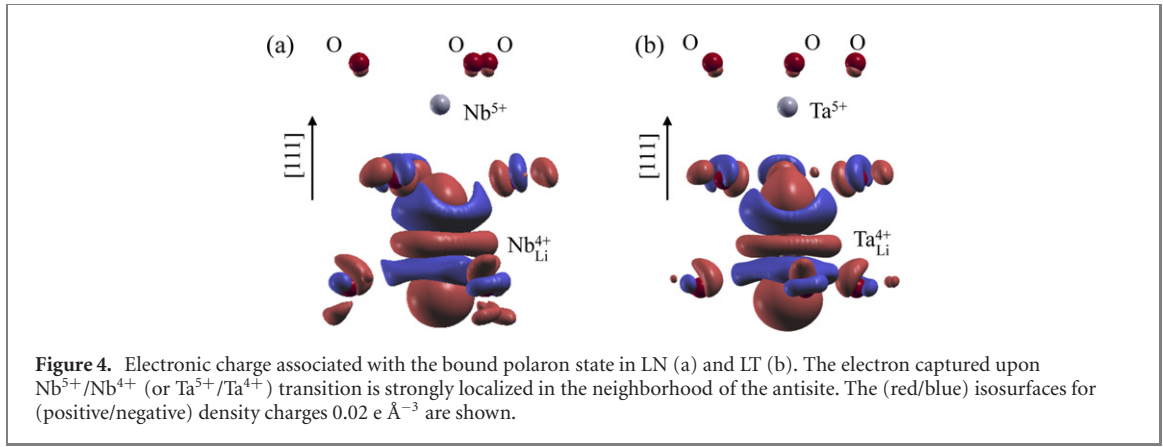 (a) O O O
(b) O O O
Nb⁵⁺
Ta⁵⁺
[111]
[111]
Nb⁴⁺Li
Ta⁴⁺Li
Figure 4. Electronic charge associated with the bound polaron state in LN (a) and LT (b). The electron captured upon
Nb⁵⁺/Nb⁴⁺ (or Ta⁵⁺/Ta⁴⁺) transition is strongly localized in the neighborhood of the antisite. The (red/blue) isosurfaces for
(positive/negative) density charges 0.02 e Å⁻³ are shown.